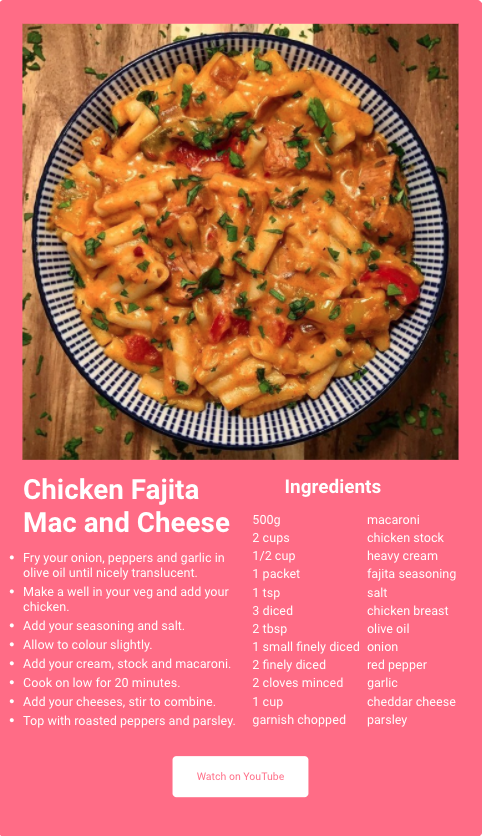 Chicken Fajita
Mac and Cheese
Fry your onion, peppers and garlic in
olive oil until nicely translucent.
Make a well in your veg and add your
chicken.
Add your seasoning and salt.
Allow to colour slightly.
Add your cream, stock and macaroni.
Cook on low for 20 minutes.
Add your cheeses, stir to combine.
Top with roasted peppers and parsley.
Ingredients
500g macaroni
2 cups chicken stock
1/2 cup heavy cream
1 packet fajita seasoning
1 tsp salt
3 diced chicken breast
2 tbsp olive oil
1 small finely diced onion
2 finely diced red pepper
2 cloves minced garlic
1 cup cheddar cheese
garnish chopped parsley
Watch on YouTube